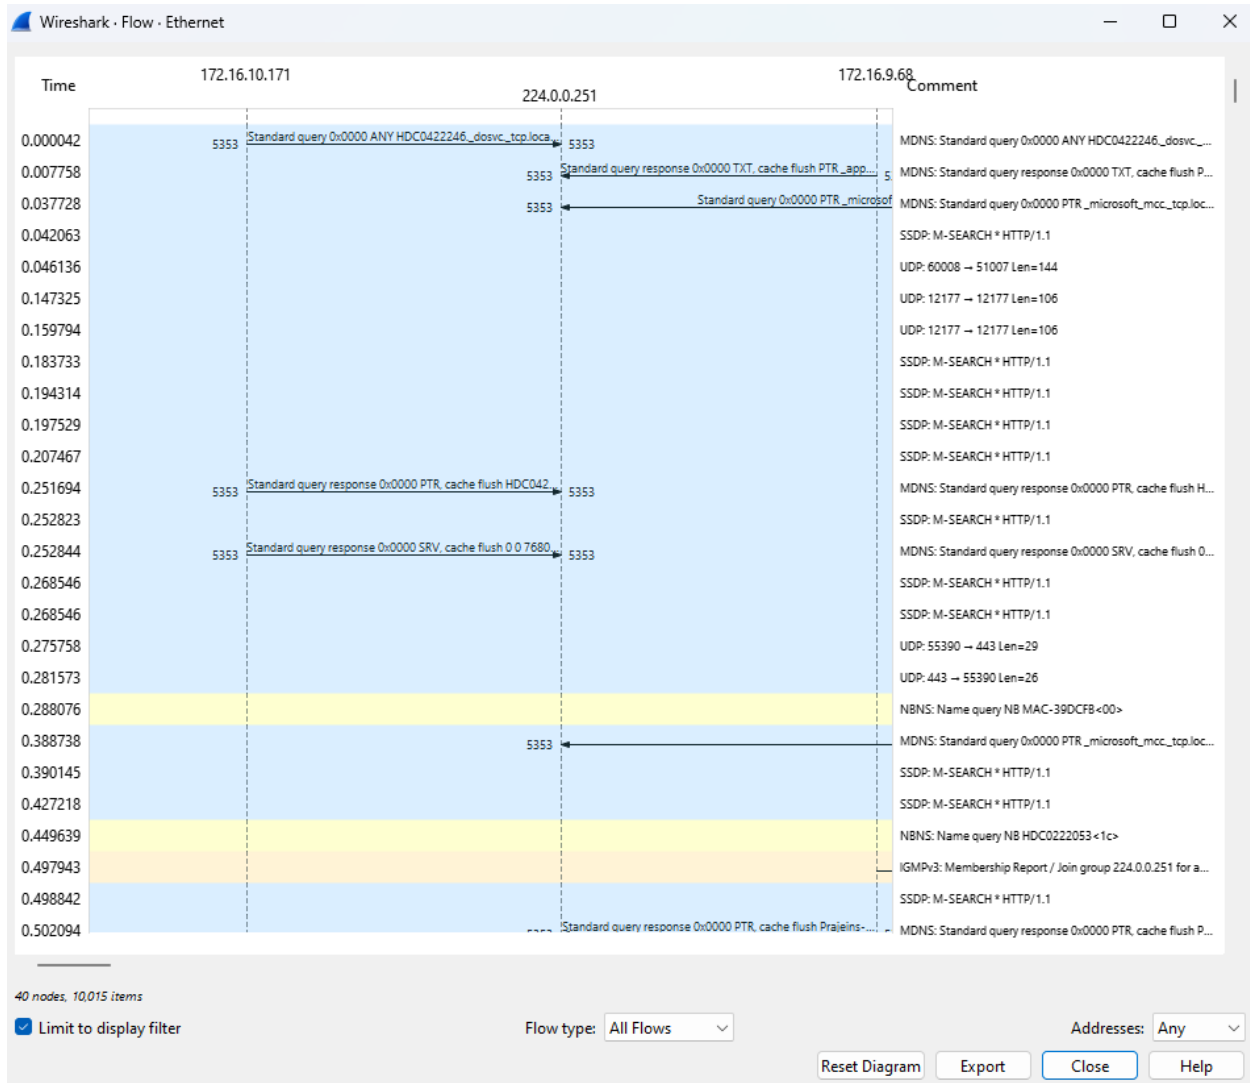 Wireshark · Flow · Ethernet
172.16.10.171 172.16.9.68
Time Comment
224.0.0.251
0.000042 5353 Standard query 0x0000 ANY HDC0422246._dosvc._tcp.loca... 5353 MDNS: Standard query 0x0000 ANY HDC0422246._dosvc._...
0.007758 5353 Standard query response 0x0000 TXT, cache flush PTR _app... 5 MDNS: Standard query response 0x0000 TXT, cache flush P...
0.037728 5353 Standard query 0x0000 PTR _microsof MDNS: Standard query 0x0000 PTR _microsoft_mcc._tcp.loc...
0.042063 SSDP: M-SEARCH * HTTP/1.1
0.046136 UDP: 60008 → 51007 Len=144
0.147325 UDP: 12177 → 12177 Len=106
0.159794 UDP: 12177 → 12177 Len=106
0.183733 SSDP: M-SEARCH * HTTP/1.1
0.194314 SSDP: M-SEARCH * HTTP/1.1
0.197529 SSDP: M-SEARCH * HTTP/1.1
0.207467 SSDP: M-SEARCH * HTTP/1.1
0.251694 5353 Standard query response 0x0000 PTR, cache flush HDC042... 5353 MDNS: Standard query response 0x0000 PTR, cache flush H...
0.252823 SSDP: M-SEARCH * HTTP/1.1
0.252844 5353 Standard query response 0x0000 SRV, cache flush 0 0 7680... 5353 MDNS: Standard query response 0x0000 SRV, cache flush 0...
0.268546 SSDP: M-SEARCH * HTTP/1.1
0.268546 SSDP: M-SEARCH * HTTP/1.1
0.275758 UDP: 55390 → 443 Len=29
0.281573 UDP: 443 → 55390 Len=26
0.288076 NBNS: Name query NB MAC-39DCFB<00>
0.388738 5353 MDNS: Standard query 0x0000 PTR _microsoft_mcc._tcp.loc...
0.390145 SSDP: M-SEARCH * HTTP/1.1
0.427218 SSDP: M-SEARCH * HTTP/1.1
0.449639 NBNS: Name query NB HDC0222053<1c>
0.497943 IGMPv3: Membership Report / Join group 224.0.0.251 for a...
0.498842 SSDP: M-SEARCH * HTTP/1.1
0.502094 Standard query response 0x0000 PTR, cache flush Prajeins-... MDNS: Standard query response 0x0000 PTR, cache flush P...
40 nodes, 10,015 items
Limit to display filter Flow type: All Flows Addresses: Any
Reset Diagram Export Close Help